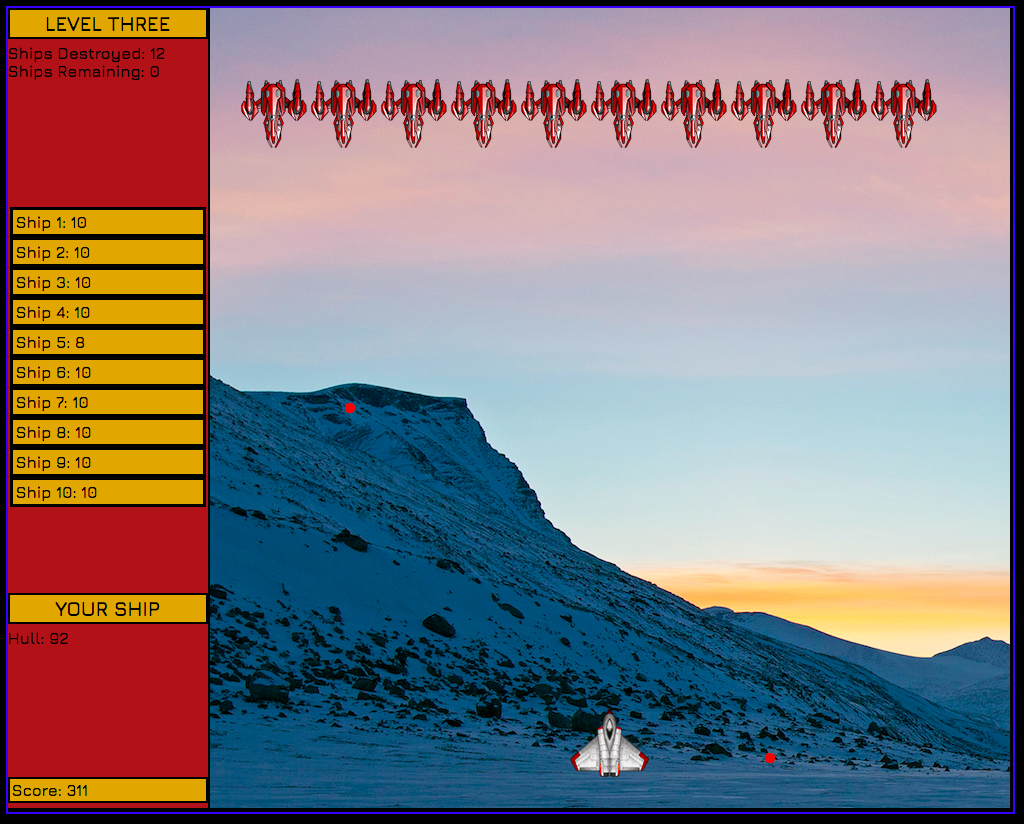 LEVEL THREE
Ships Destroyed: 12
Ships Remaining: 0
Ship 1: 10
Ship 2: 10
Ship 3: 10
Ship 4: 10
Ship 5: 8
Ship 6: 10
Ship 7: 10
Ship 8: 10
Ship 9: 10
Ship 10: 10
YOUR SHIP
Hull: 92
Score: 311